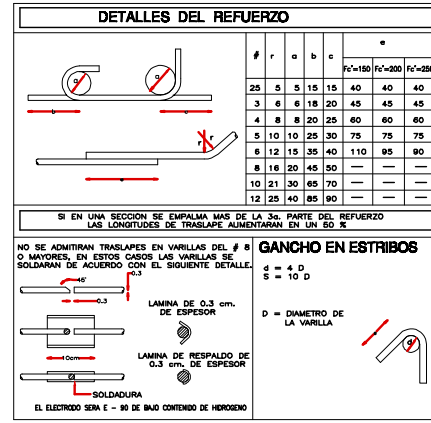 DETALLES DEL REFUERZO
a
a
b
c
r
r
e
# r a b c e
Fc'=150 Fc'=200 Fc'=250
25 5 5 15 15 40 40 40
3 6 6 18 20 45 45 45
4 8 8 20 25 60 60 60
5 10 10 25 30 75 75 75
6 12 15 35 40 110 95 90
8 16 20 45 50 — — —
10 21 30 65 70 — — —
12 25 40 85 90 — — —
SI EN UNA SECCION SE EMPALMA MAS DE LA 3a. PARTE DEL REFUERZO
LAS LONGITUDES DE TRASLAPE AUMENTARAN EN UN 50 %
NO SE ADMITIRAN TRASLAPES EN VARILLAS DEL # 8
O MAYORES, EN ESTOS CASOS LAS VARILLAS SE
SOLDARAN DE ACUERDO CON EL SIGUIENTE DETALLE.
45°
0.3
0.3
LAMINA DE 0.3 cm.
DE ESPESOR
10cm
LAMINA DE RESPALDO DE
0.3 cm. DE ESPESOR
SOLDADURA
EL ELECTRODO SERA E - 90 DE BAJO CONTENIDO DE HIDROGENO
GANCHO EN ESTRIBOS
d = 4 D
S = 10 D
D = DIAMETRO DE
LA VARILLA
d